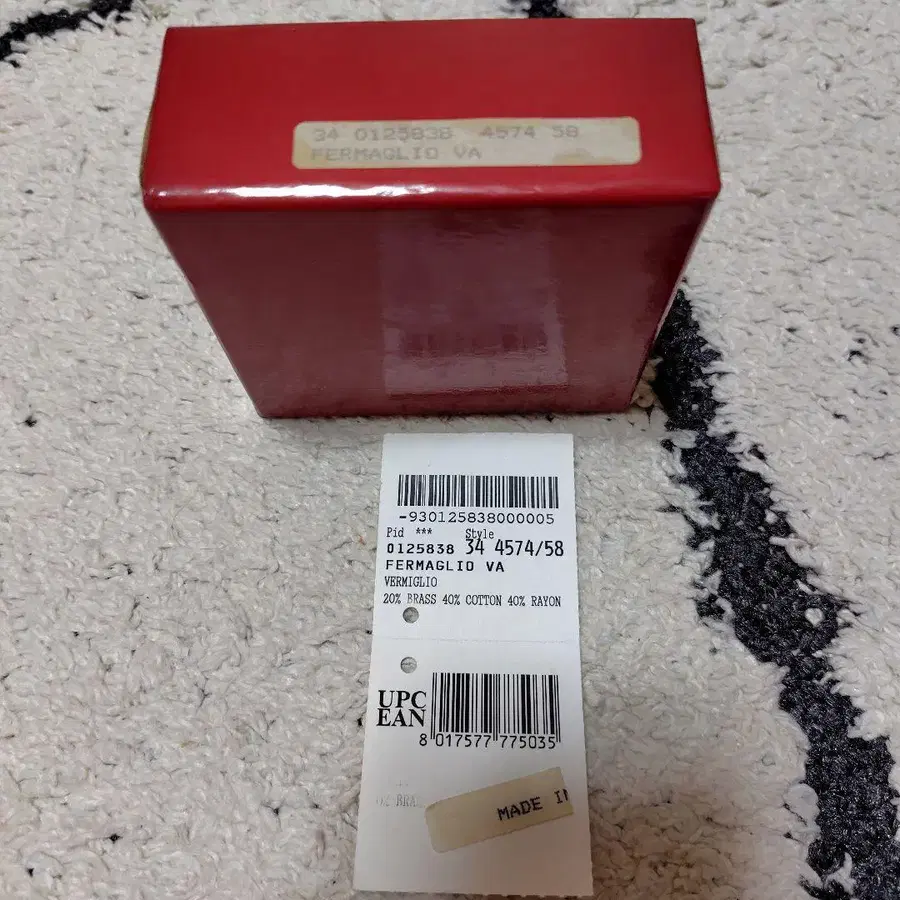 34 0125838 4574 58
FERMAGLIO VA
-930125838000005
Pid *** Style
0125838 34 4574/58
FERMAGLIO VA
VERMIGLIO
20% BRASS 40% COTTON 40% RAYON
UPC
EAN
8 017577 775035
BRA
MADE I